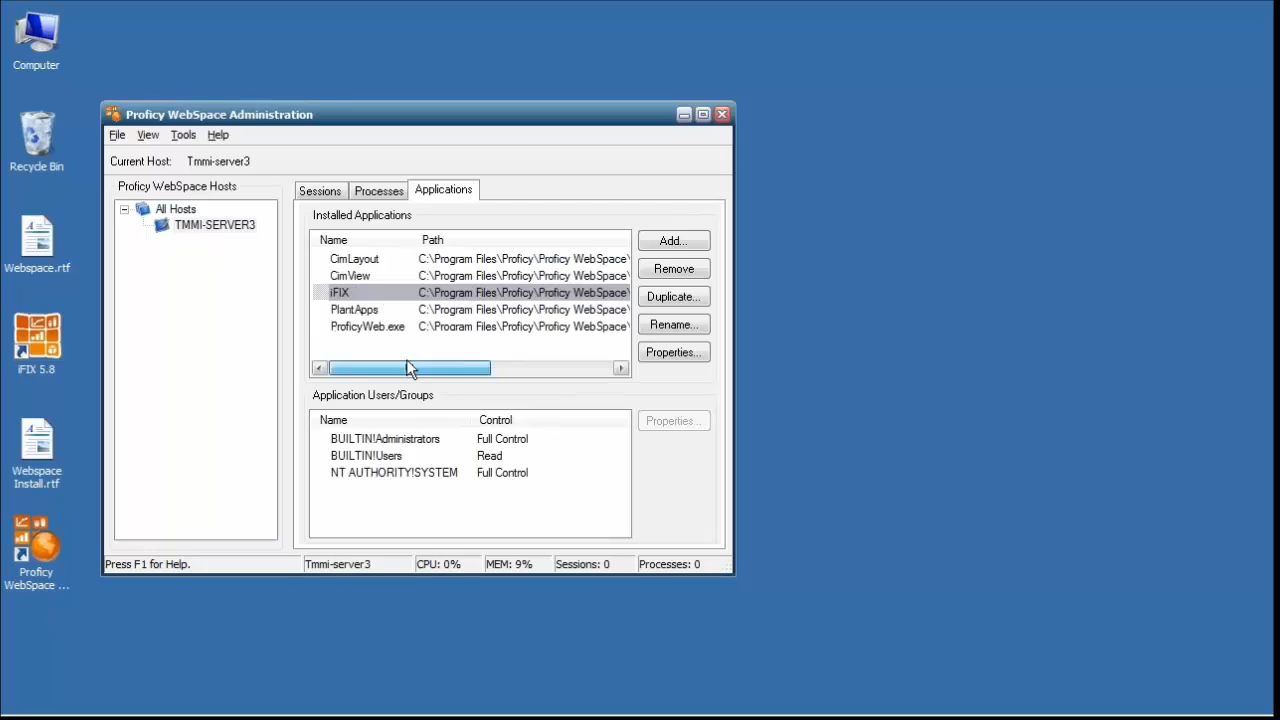 Computer
Recycle Bin
Webspace.rtf
iFIX 5.8
Webspace
Install.rtf
Proficy
WebSpace ...
Proficy WebSpace Administration
File View Tools Help
Current Host: Tmmi-server3
Proficy WebSpace Hosts
All Hosts
TMMI-SERVER3
Sessions Processes Applications
Installed Applications
Name Path
CimLayout C:\Program Files\Proficy\Proficy WebSpace\
CimView C:\Program Files\Proficy\Proficy WebSpace\
iFIX C:\Program Files\Proficy\Proficy WebSpace\
PlantApps C:\Program Files\Proficy\Proficy WebSpace\
ProficyWeb.exe C:\Program Files\Proficy\Proficy WebSpace\
Add...
Remove
Duplicate...
Rename...
Properties...
Application Users/Groups
Name Control
BUILTIN!Administrators Full Control
BUILTIN!Users Read
NT AUTHORITY!SYSTEM Full Control
Properties...
Press F1 for Help. Tmmi-server3 CPU: 0% MEM: 9% Sessions: 0 Processes: 0